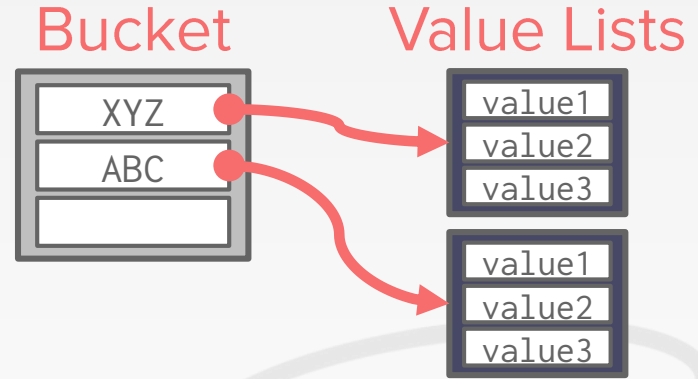 Bucket
Value Lists
XYZ
ABC
value1
value2
value3
value1
value2
value3